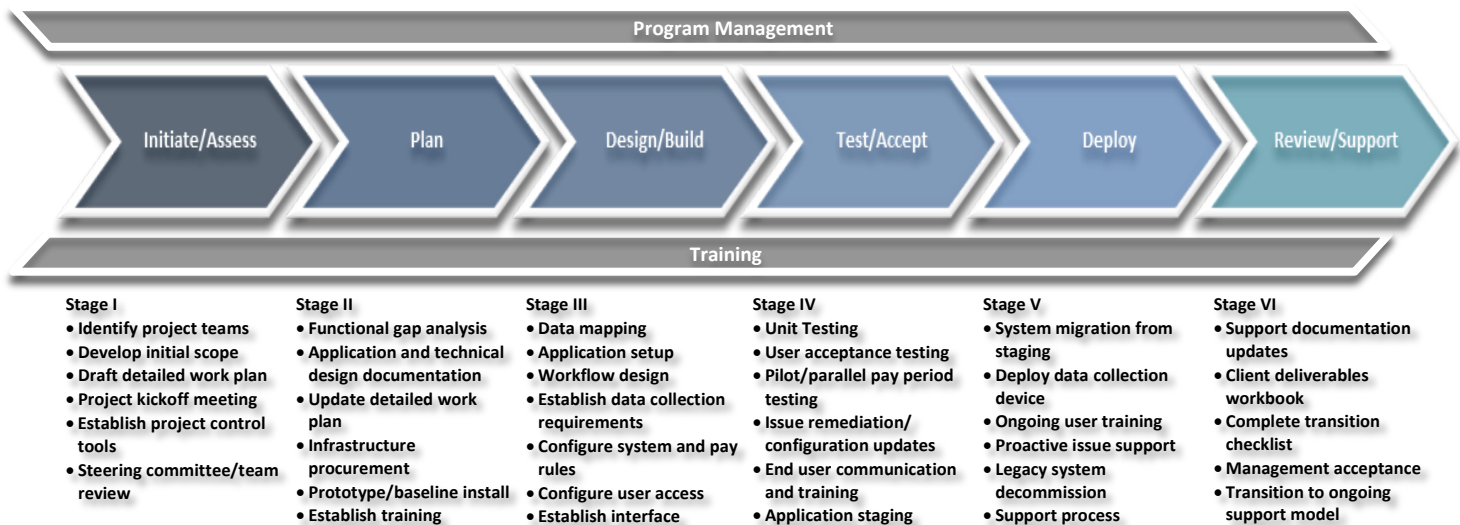 Program Management
Initiate/Assess
Plan
Design/Build
Test/Accept
Deploy
Review/Support
Training
Stage I
• Identify project teams
• Develop initial scope
• Draft detailed work plan
• Project kickoff meeting
• Establish project control
tools
• Steering committee/team
review
Stage II
• Functional gap analysis
• Application and technical
design documentation
• Update detailed work
plan
• Infrastructure
procurement
• Prototype/baseline install
• Establish training
Stage III
• Data mapping
• Application setup
• Workflow design
• Establish data collection
requirements
• Configure system and pay
rules
• Configure user access
• Establish interface
Stage IV
• Unit Testing
• User acceptance testing
• Pilot/parallel pay period
testing
• Issue remediation/
configuration updates
• End user communication
and training
• Application staging
Stage V
• System migration from
staging
• Deploy data collection
device
• Ongoing user training
• Proactive issue support
• Legacy system
decommission
• Support process
Stage VI
• Support documentation
updates
• Client deliverables
workbook
• Complete transition
checklist
• Management acceptance
• Transition to ongoing
support model